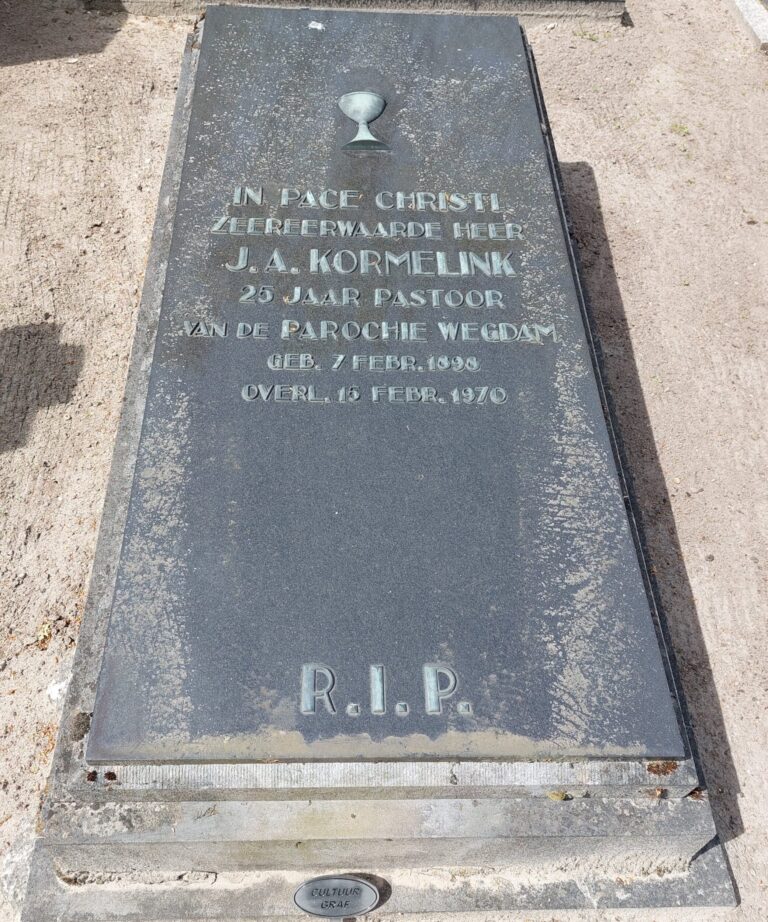 IN PACE CHRISTI
ZEEREERWAARDE HEER
J.A. KORMELINK
25 JAAR PASTOOR
VAN DE PAROCHIE WEGDAM
GEB. 7 FEBR. 1898
OVERL. 15 FEBR. 1970
R.I.P.
CULTUUR
GRAF